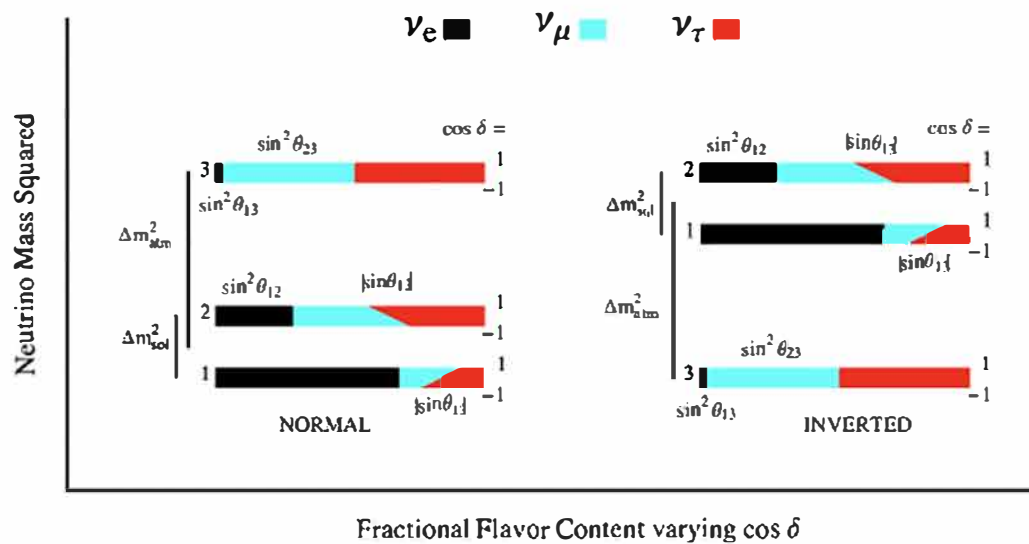 νe νμ ντ
Neutrino Mass Squared
sin²θ23 cos δ =
3 1
−1
sin²θ13
Δm²atm
sin²θ12 |sinθ13|
2 1
−1
Δm²sol
1 1
−1
|sinθ13|
NORMAL
sin²θ12 |sinθ13| cos δ =
2 1
−1
Δm²sol
1 1
−1
|sinθ13|
Δm²atm
sin²θ23
3 1
−1
sin²θ13
INVERTED
Fractional Flavor Content varying cos δ